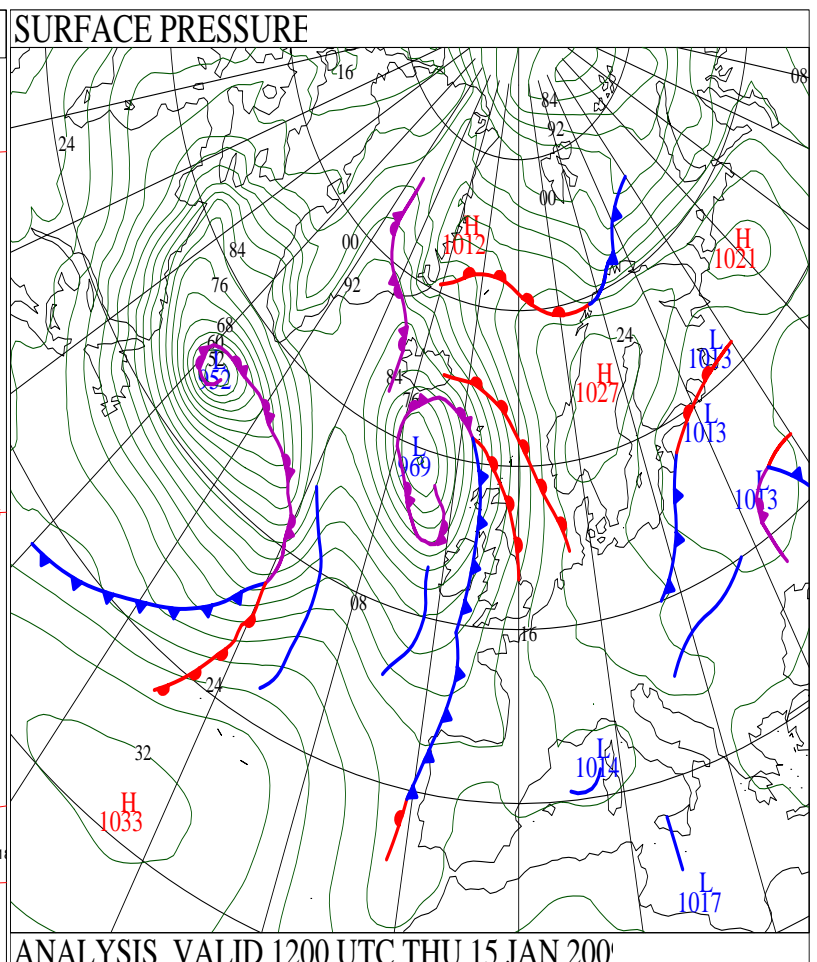 SURFACE PRESSURE
-16
08
84
92
24
00
H
1012
H
1021
84
00
76
92
68
60
52
L
952
24
L
1013
H
1027
84
76
L
1013
L
969
L
1013
08
16
24
32
H
1033
L
1014
L
1017
ANALYSIS VALID 1200 UTC THU 15 JAN 200